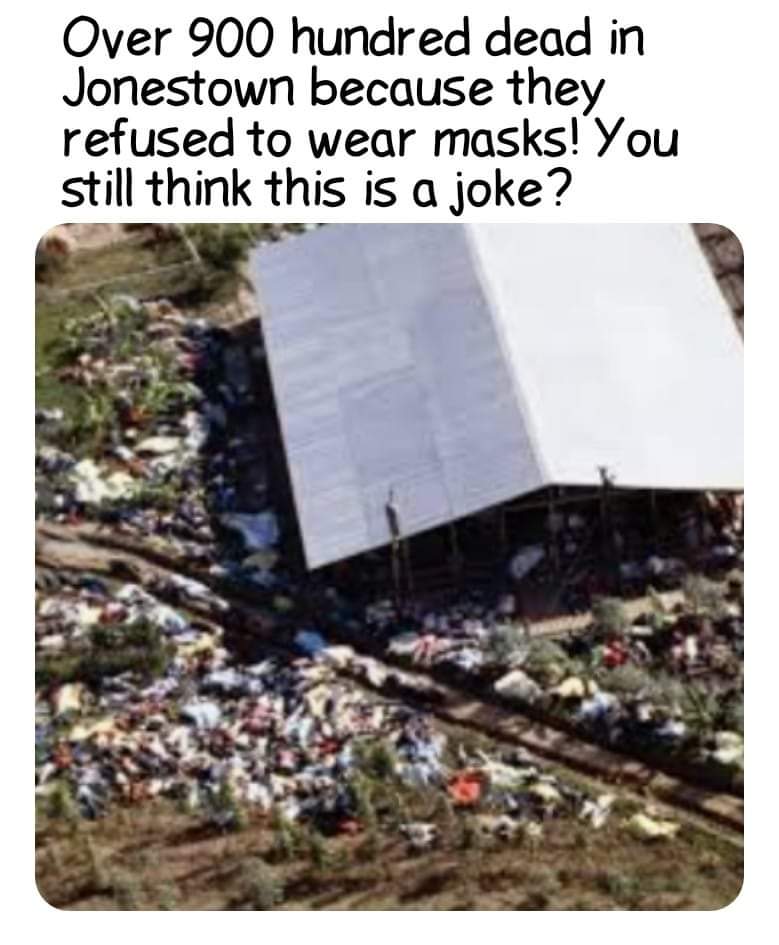 Over 900 hundred dead in
Jonestown because they
refused to wear masks! You
still think this is a joke?